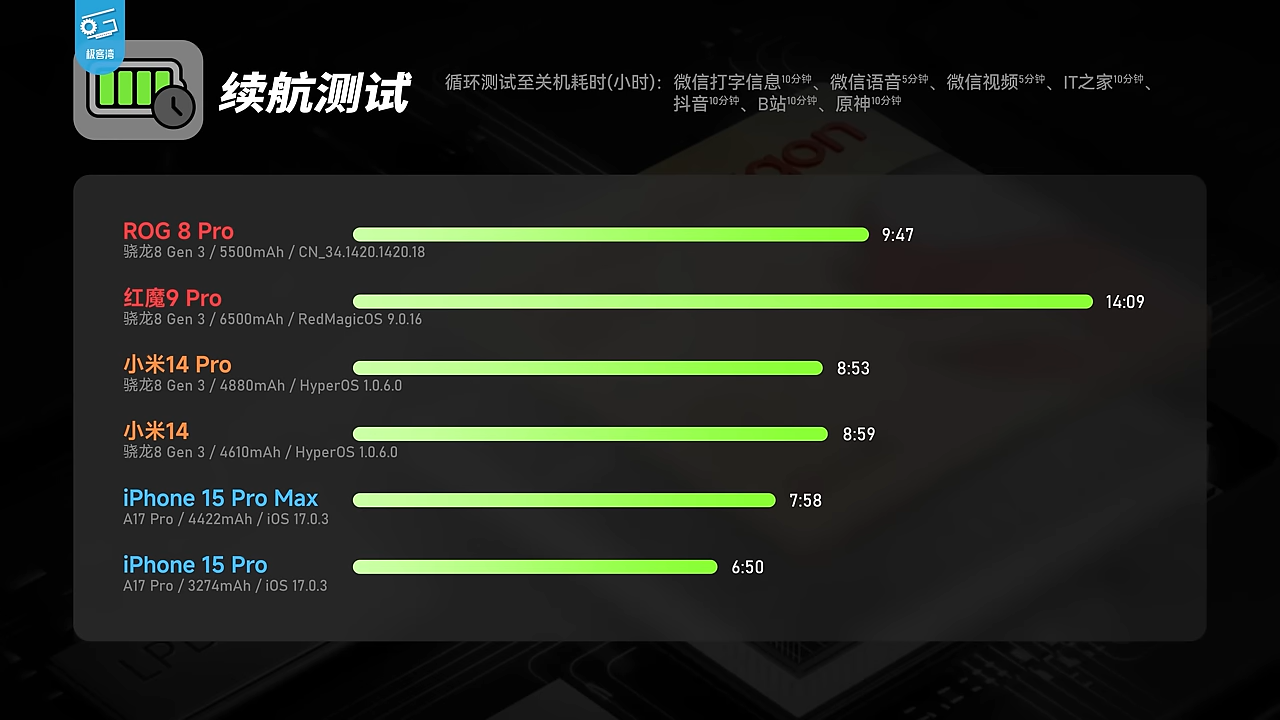 极客湾
续航测试
循环测试至关机耗时(小时)：微信打字信息10分钟、微信语音5分钟、微信视频5分钟、IT之家10分钟、
抖音10分钟、B站10分钟、原神10分钟
ROG 8 Pro
骁龙8 Gen 3 / 5500mAh / CN_34.1420.1420.18
9:47
红魔9 Pro
骁龙8 Gen 3 / 6500mAh / RedMagicOS 9.0.16
14:09
小米14 Pro
骁龙8 Gen 3 / 4880mAh / HyperOS 1.0.6.0
8:53
小米14
骁龙8 Gen 3 / 4610mAh / HyperOS 1.0.6.0
8:59
iPhone 15 Pro Max
A17 Pro / 4422mAh / iOS 17.0.3
7:58
iPhone 15 Pro
A17 Pro / 3274mAh / iOS 17.0.3
6:50